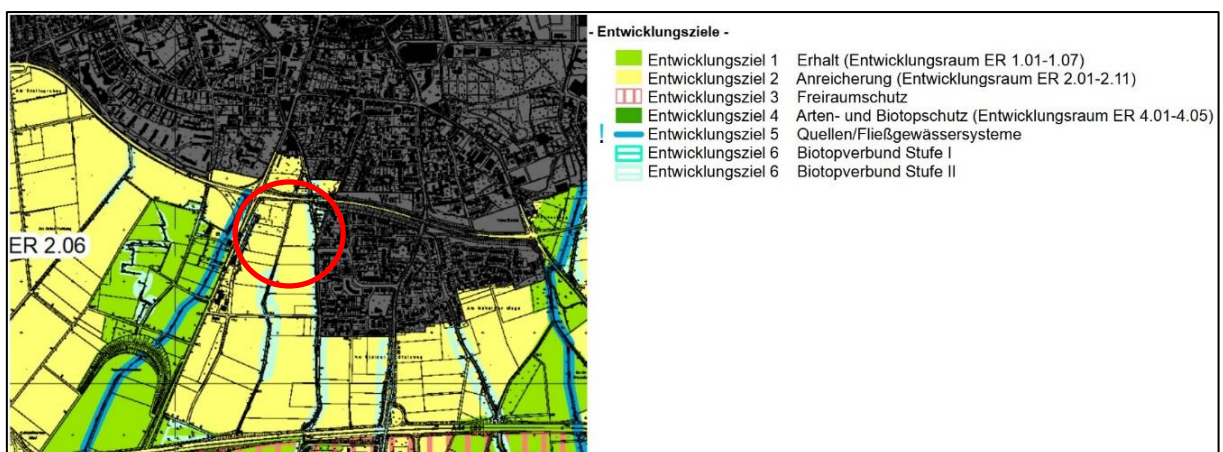 - Entwicklungsziele -
Entwicklungsziel 1 Erhalt (Entwicklungsraum ER 1.01-1.07)
Entwicklungsziel 2 Anreicherung (Entwicklungsraum ER 2.01-2.11)
Entwicklungsziel 3 Freiraumschutz
Entwicklungsziel 4 Arten- und Biotopschutz (Entwicklungsraum ER 4.01-4.05)
! Entwicklungsziel 5 Quellen/Fließgewässersysteme
Entwicklungsziel 6 Biotopverbund Stufe I
Entwicklungsziel 6 Biotopverbund Stufe II
ER 2.06